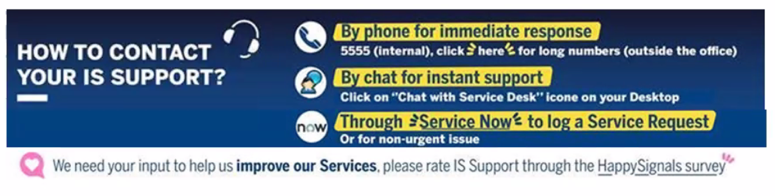 HOW TO CONTACT
YOUR IS SUPPORT?
By phone for immediate response
5555 (internal), click here for long numbers (outside the office)
By chat for instant support
Click on "Chat with Service Desk" icone on your Desktop
now
Through Service Now to log a Service Request
Or for non-urgent issue
We need your input to help us improve our Services, please rate IS Support through the HappySignals survey